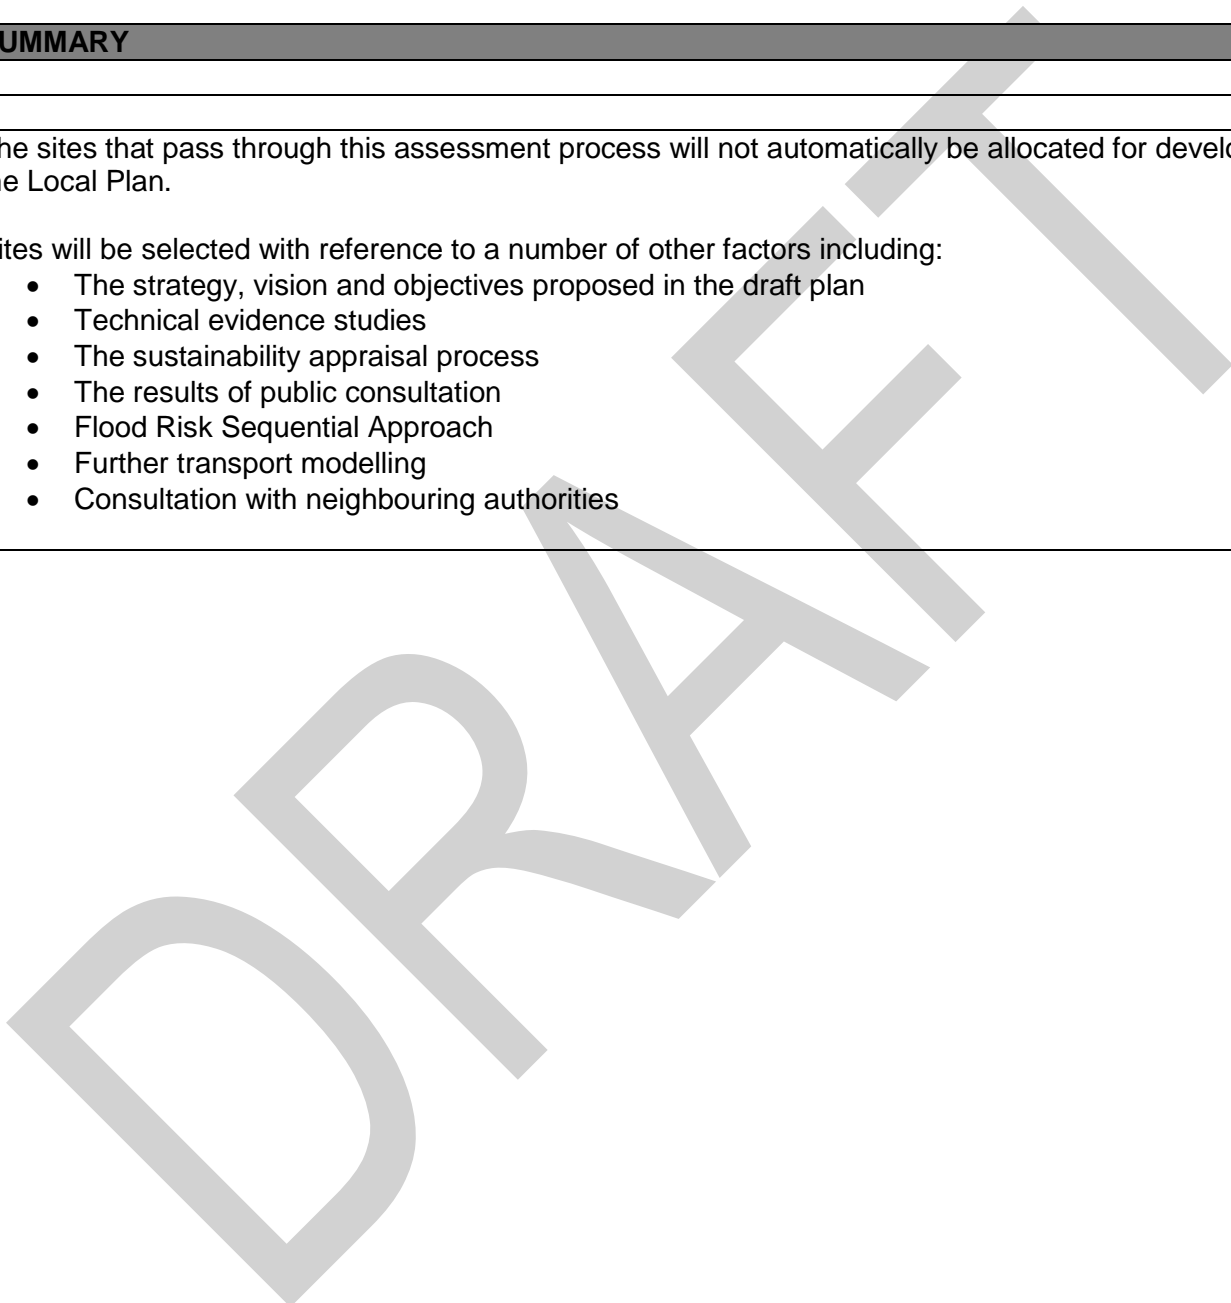 UMMARY
he sites that pass through this assessment process will not automatically be allocated for develo
e Local Plan.
ites will be selected with reference to a number of other factors including:
• The strategy, vision and objectives proposed in the draft plan
• Technical evidence studies
• The sustainability appraisal process
• The results of public consultation
• Flood Risk Sequential Approach
• Further transport modelling
• Consultation with neighbouring authorities
DRAFT